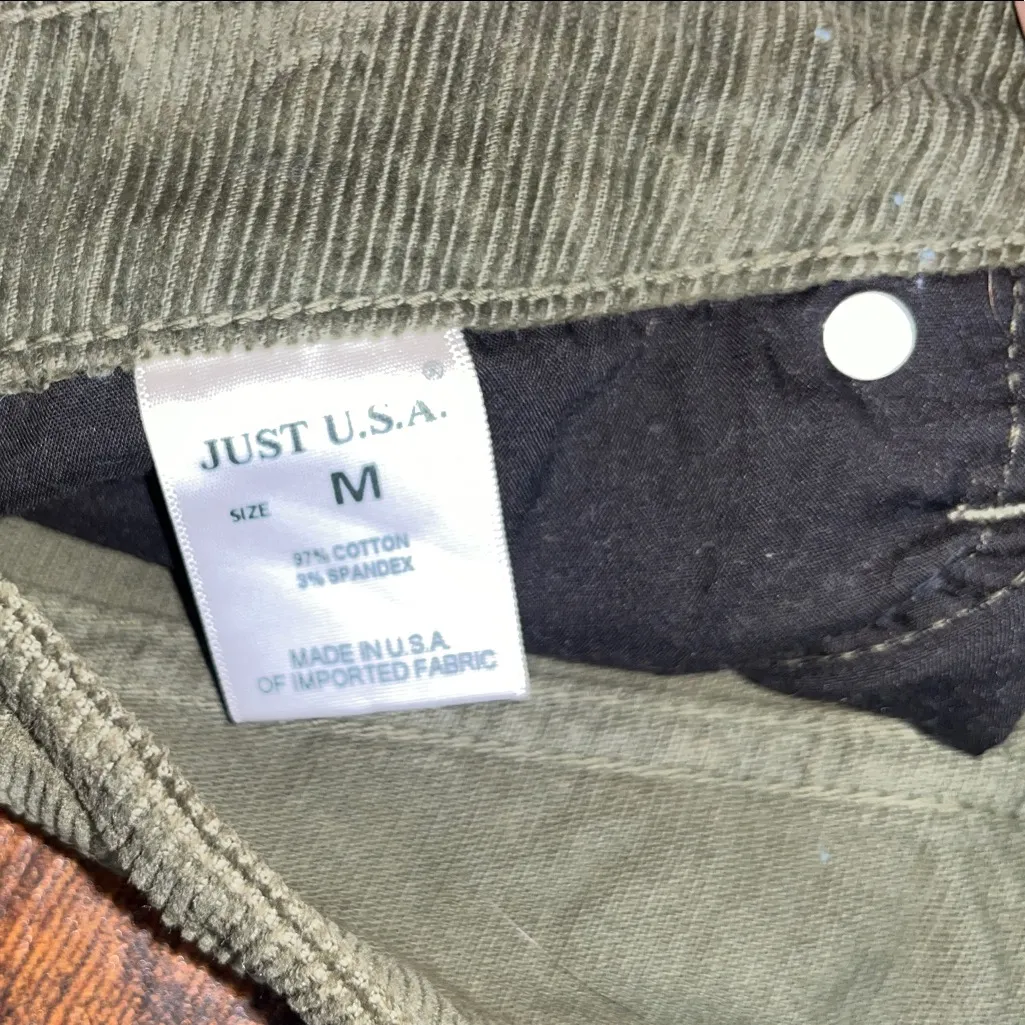 ®
JUST U.S.A.
SIZE M
97% COTTON
3% SPANDEX
MADE IN U.S.A.
OF IMPORTED FABRIC